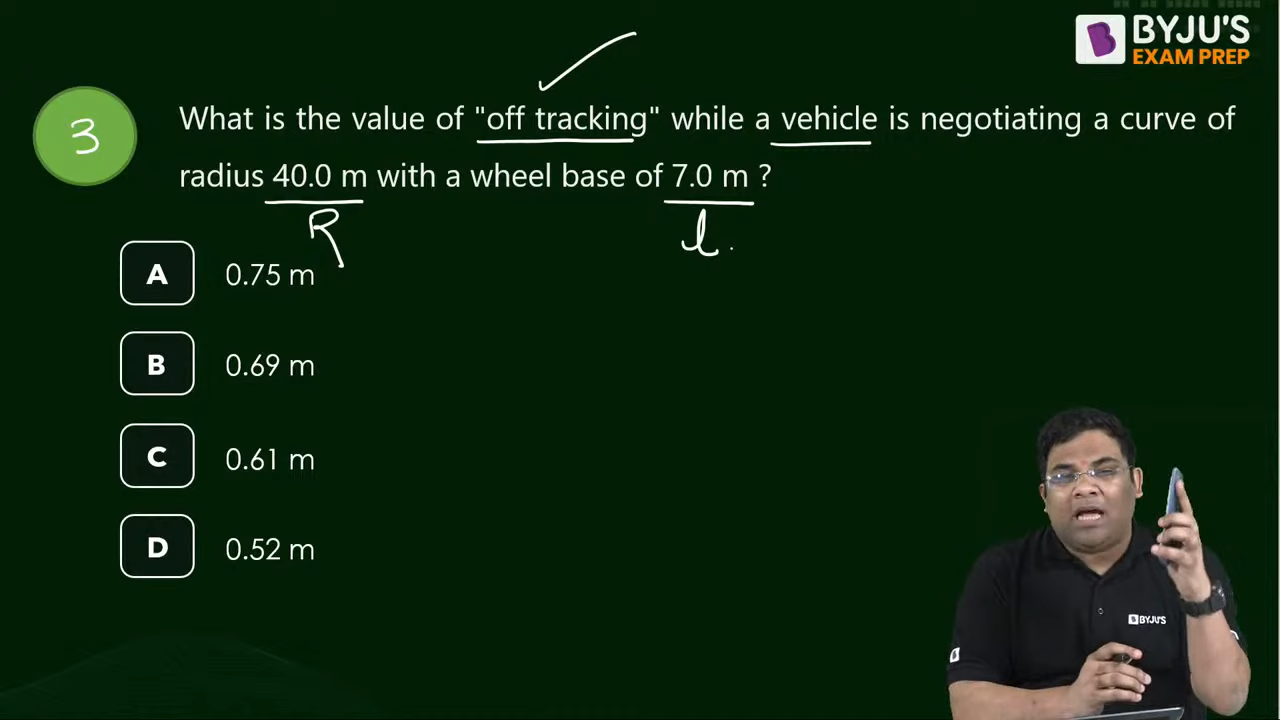 BYJU'S
EXAM PREP
3
What is the value of "off tracking" while a vehicle is negotiating a curve of
radius 40.0 m with a wheel base of 7.0 m ?
R
l.
A 0.75 m
B 0.69 m
C 0.61 m
D 0.52 m
BYJU'S